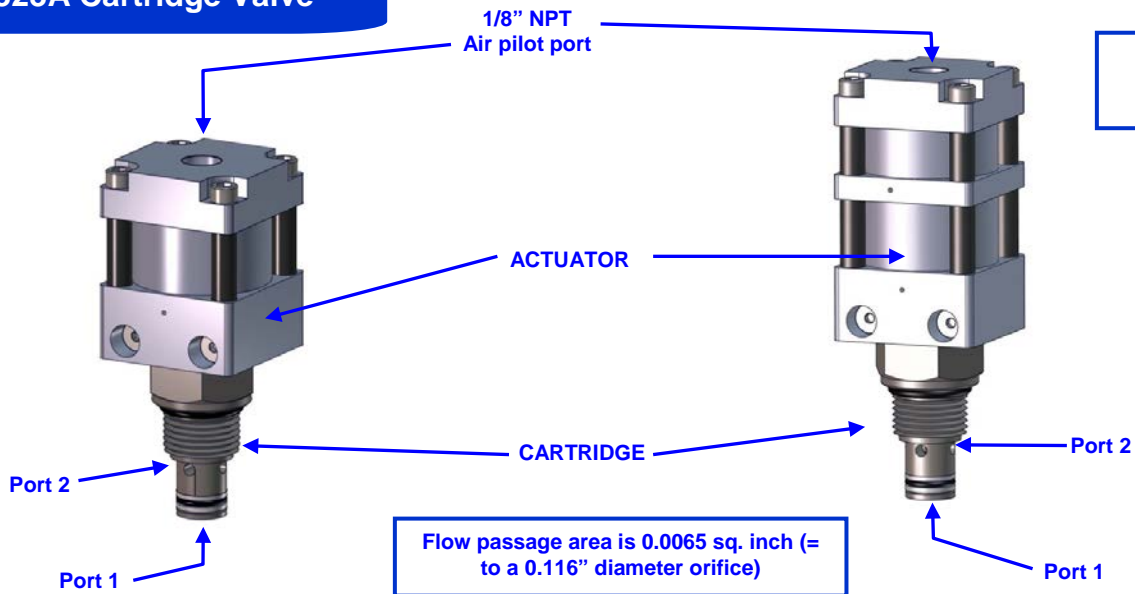 Cartridge Valve
1/8” NPT
Air pilot port
ACTUATOR
CARTRIDGE
Port 2
Port 2
Flow passage area is 0.0065 sq. inch (=
to a 0.116” diameter orifice)
Port 1
Port 1